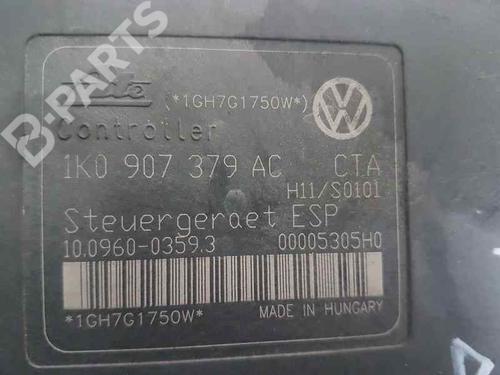 B-PARTS
Ate (*1GH7G1750W*)
Controller
1K0 907 379 AC CTA
H11/S0101
Steuergeraet ESP
10.0960-0359.3 00005305H0
*1GH7G1750W* MADE IN HUNGARY